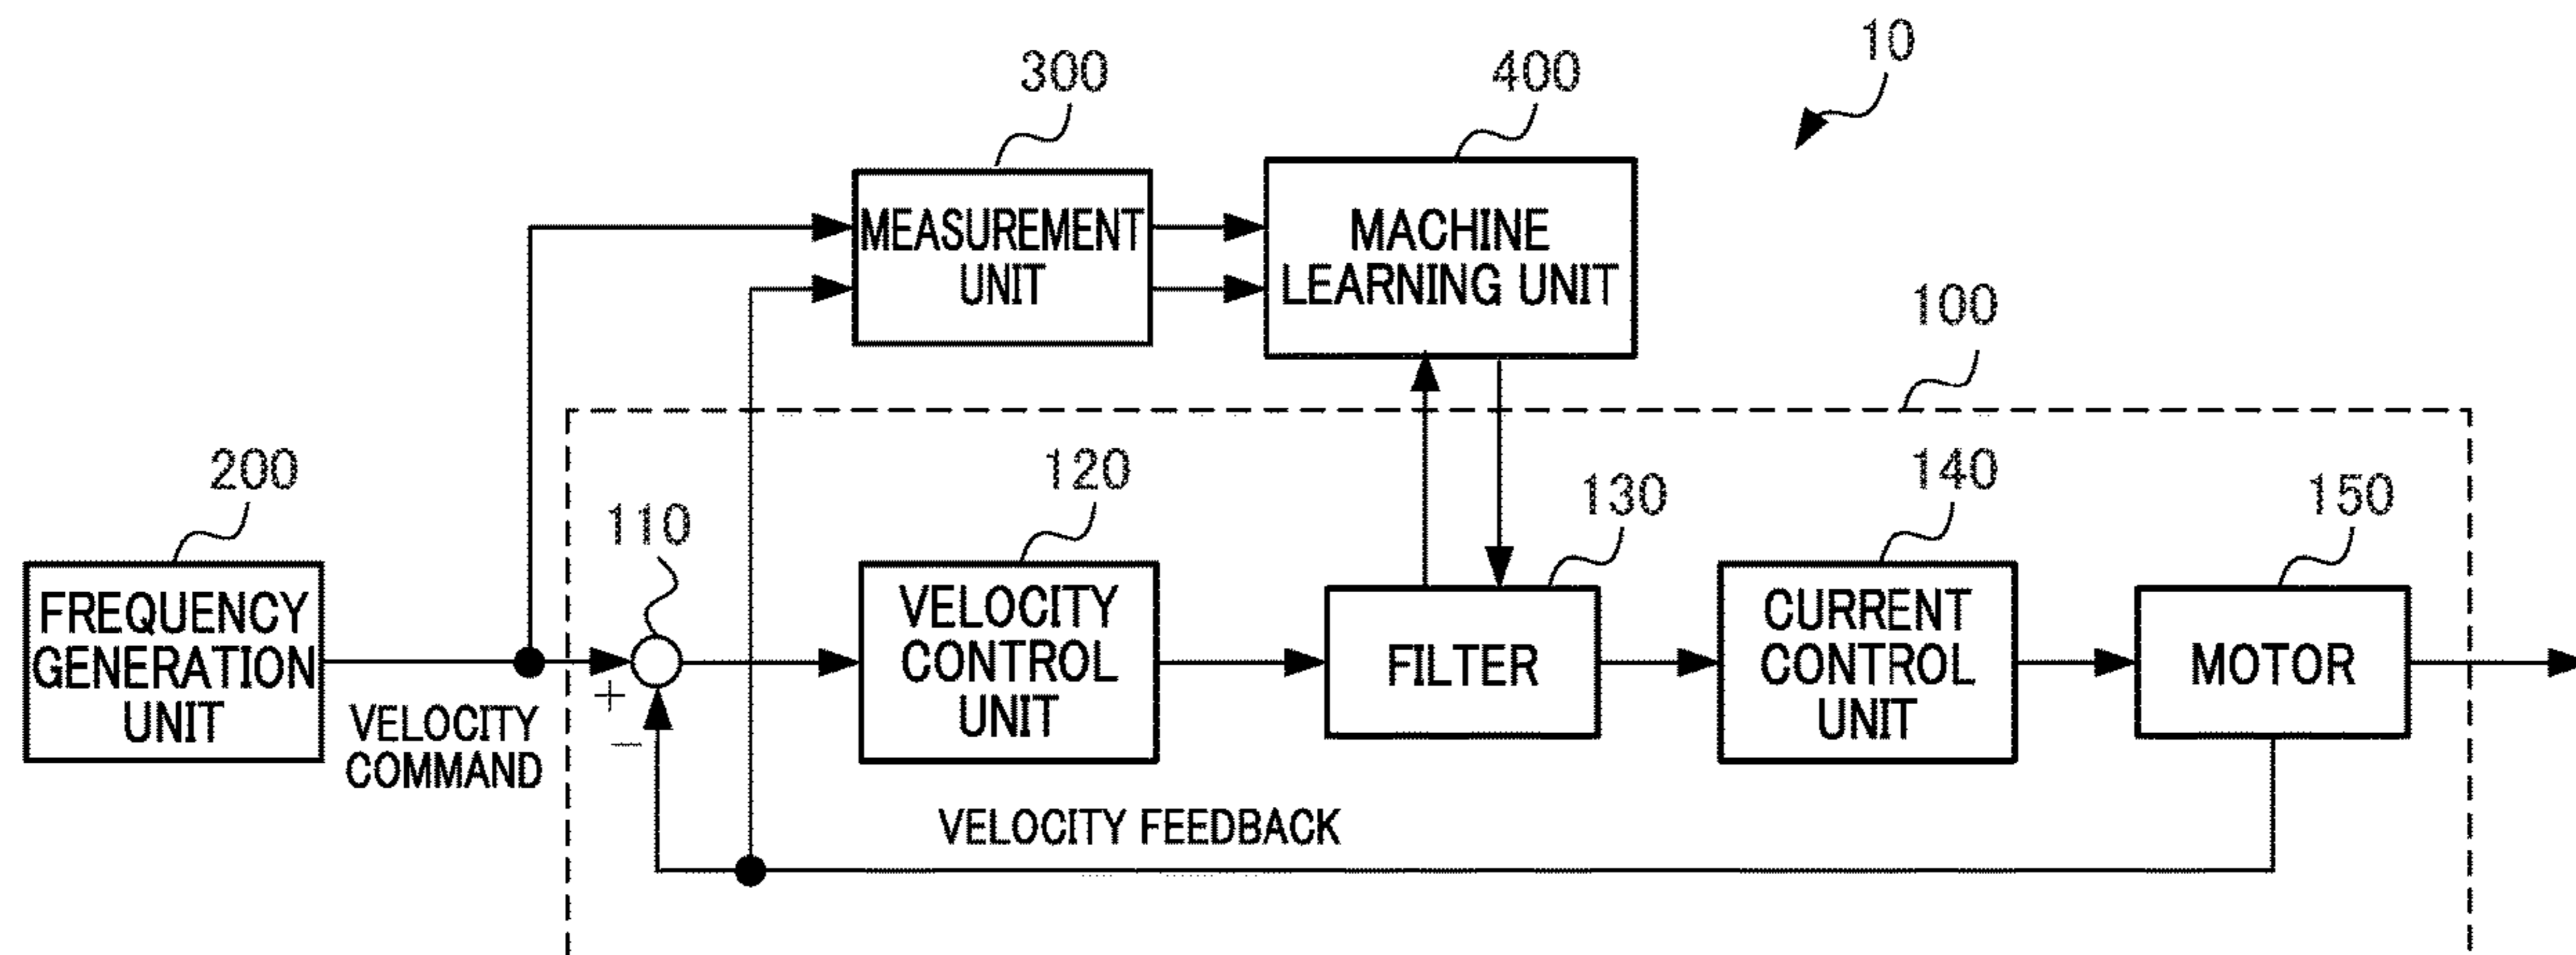 10
300
400
MEASUREMENT
UNIT
MACHINE
LEARNING UNIT
100
200
110
120
130
140
150
FREQUENCY
GENERATION
UNIT
VELOCITY
COMMAND
+
−
VELOCITY
CONTROL
UNIT
FILTER
CURRENT
CONTROL
UNIT
MOTOR
VELOCITY FEEDBACK